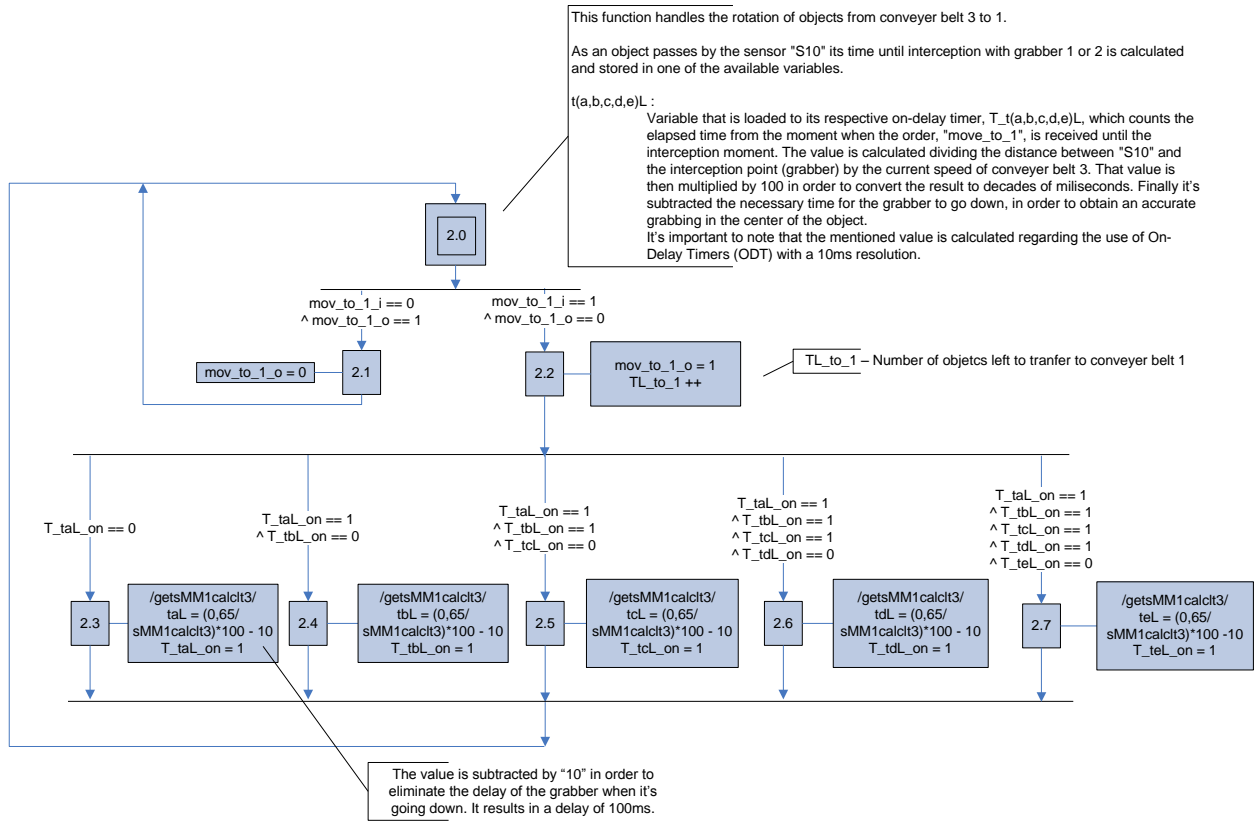 This function handles the rotation of objects from conveyer belt 3 to 1.
As an object passes by the sensor "S10" its time until interception with grabber 1 or 2 is calculated
and stored in one of the available variables.
t(a,b,c,d,e)L :
Variable that is loaded to its respective on-delay timer, T_t(a,b,c,d,e)L, which counts the
elapsed time from the moment when the order, "move_to_1", is received until the
interception moment. The value is calculated dividing the distance between "S10" and
the interception point (grabber) by the current speed of conveyer belt 3. That value is
then multiplied by 100 in order to convert the result to decades of miliseconds. Finally it's
subtracted the necessary time for the grabber to go down, in order to obtain an accurate
grabbing in the center of the object.
It's important to note that the mentioned value is calculated regarding the use of On-
Delay Timers (ODT) with a 10ms resolution.
2.0
mov_to_1_i == 0
^ mov_to_1_o == 1
mov_to_1_i == 1
^ mov_to_1_o == 0
mov_to_1_o = 0
2.1
2.2
mov_to_1_o = 1
TL_to_1 ++
TL_to_1 – Number of objetcs left to tranfer to conveyer belt 1
T_taL_on == 0
T_taL_on == 1
^ T_tbL_on == 0
T_taL_on == 1
^ T_tbL_on == 1
^ T_tcL_on == 0
T_taL_on == 1
^ T_tbL_on == 1
^ T_tcL_on == 1
^ T_tdL_on == 0
T_taL_on == 1
^ T_tbL_on == 1
^ T_tcL_on == 1
^ T_tdL_on == 1
^ T_teL_on == 0
2.3
/getsMM1calclt3/
taL = (0,65/
sMM1calclt3)*100 - 10
T_taL_on = 1
2.4
/getsMM1calclt3/
tbL = (0,65/
sMM1calclt3)*100 - 10
T_tbL_on = 1
2.5
/getsMM1calclt3/
tcL = (0,65/
sMM1calclt3)*100 - 10
T_tcL_on = 1
2.6
/getsMM1calclt3/
tdL = (0,65/
sMM1calclt3)*100 - 10
T_tdL_on = 1
2.7
/getsMM1calclt3/
teL = (0,65/
sMM1calclt3)*100 -10
T_teL_on = 1
The value is subtracted by “10” in order to
eliminate the delay of the grabber when it's
going down. It results in a delay of 100ms.